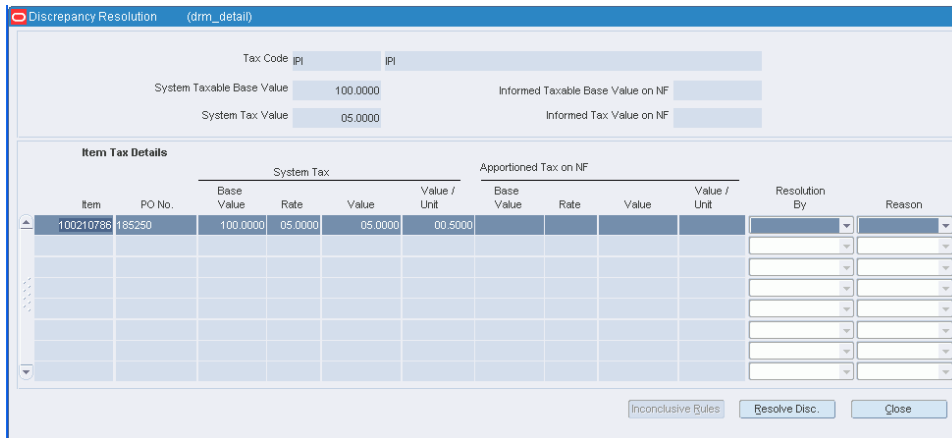 Discrepancy Resolution (drm_detail)
Tax Code IPI IPI
System Taxable Base Value 100.0000 Informed Taxable Base Value on NF
System Tax Value 05.0000 Informed Tax Value on NF
Item Tax Details
System Tax Apportioned Tax on NF
Item PO No. Base Value Rate Value Value / Unit Base Value Rate Value Value / Unit Resolution By Reason
100210786 185250 100.0000 05.0000 05.0000 00.5000
Inconclusive Rules Resolve Disc. Close